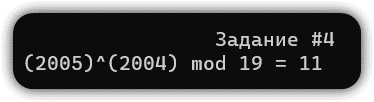 Задание #4
(2005)^(2004) mod 19 = 11